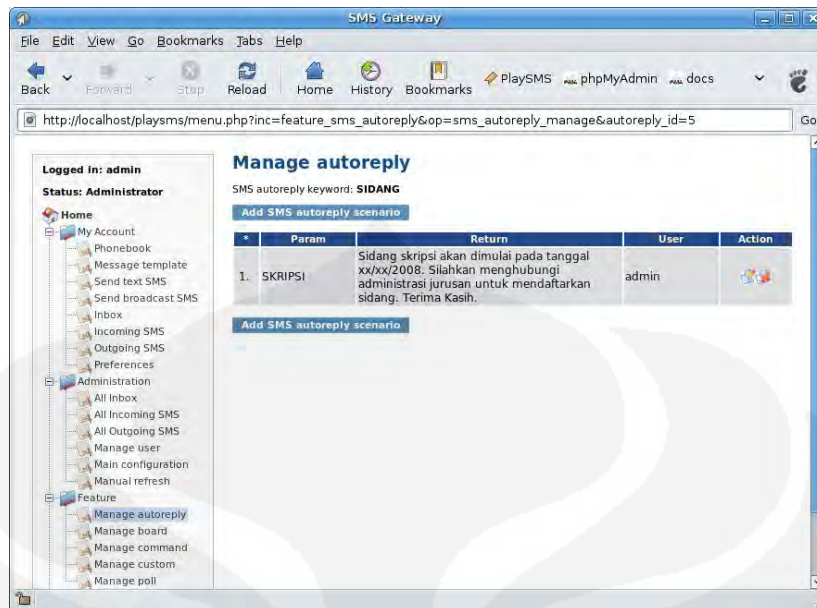 SMS Gateway
File Edit View Go Bookmarks Tabs Help
Back Forward Stop Reload Home History Bookmarks PlaySMS phpMyAdmin docs
http://localhost/playsms/menu.php?inc=feature_sms_autoreply&op=sms_autoreply_manage&autoreply_id=5 Go
Logged in: admin
Status: Administrator
Home
My Account
Phonebook
Message template
Send text SMS
Send broadcast SMS
Inbox
Incoming SMS
Outgoing SMS
Preferences
Administration
All Inbox
All Incoming SMS
All Outgoing SMS
Manage user
Main configuration
Manual refresh
Feature
Manage autoreply
Manage board
Manage command
Manage custom
Manage poll
Manage autoreply
SMS autoreply keyword: SIDANG
Add SMS autoreply scenario
* Param Return User Action
1. SKRIPSI
Sidang skripsi akan dimulai pada tanggal
xx/xx/2008. Silahkan menghubungi
administrasi jurusan untuk mendaftarkan
sidang. Terima Kasih.
admin
Add SMS autoreply scenario